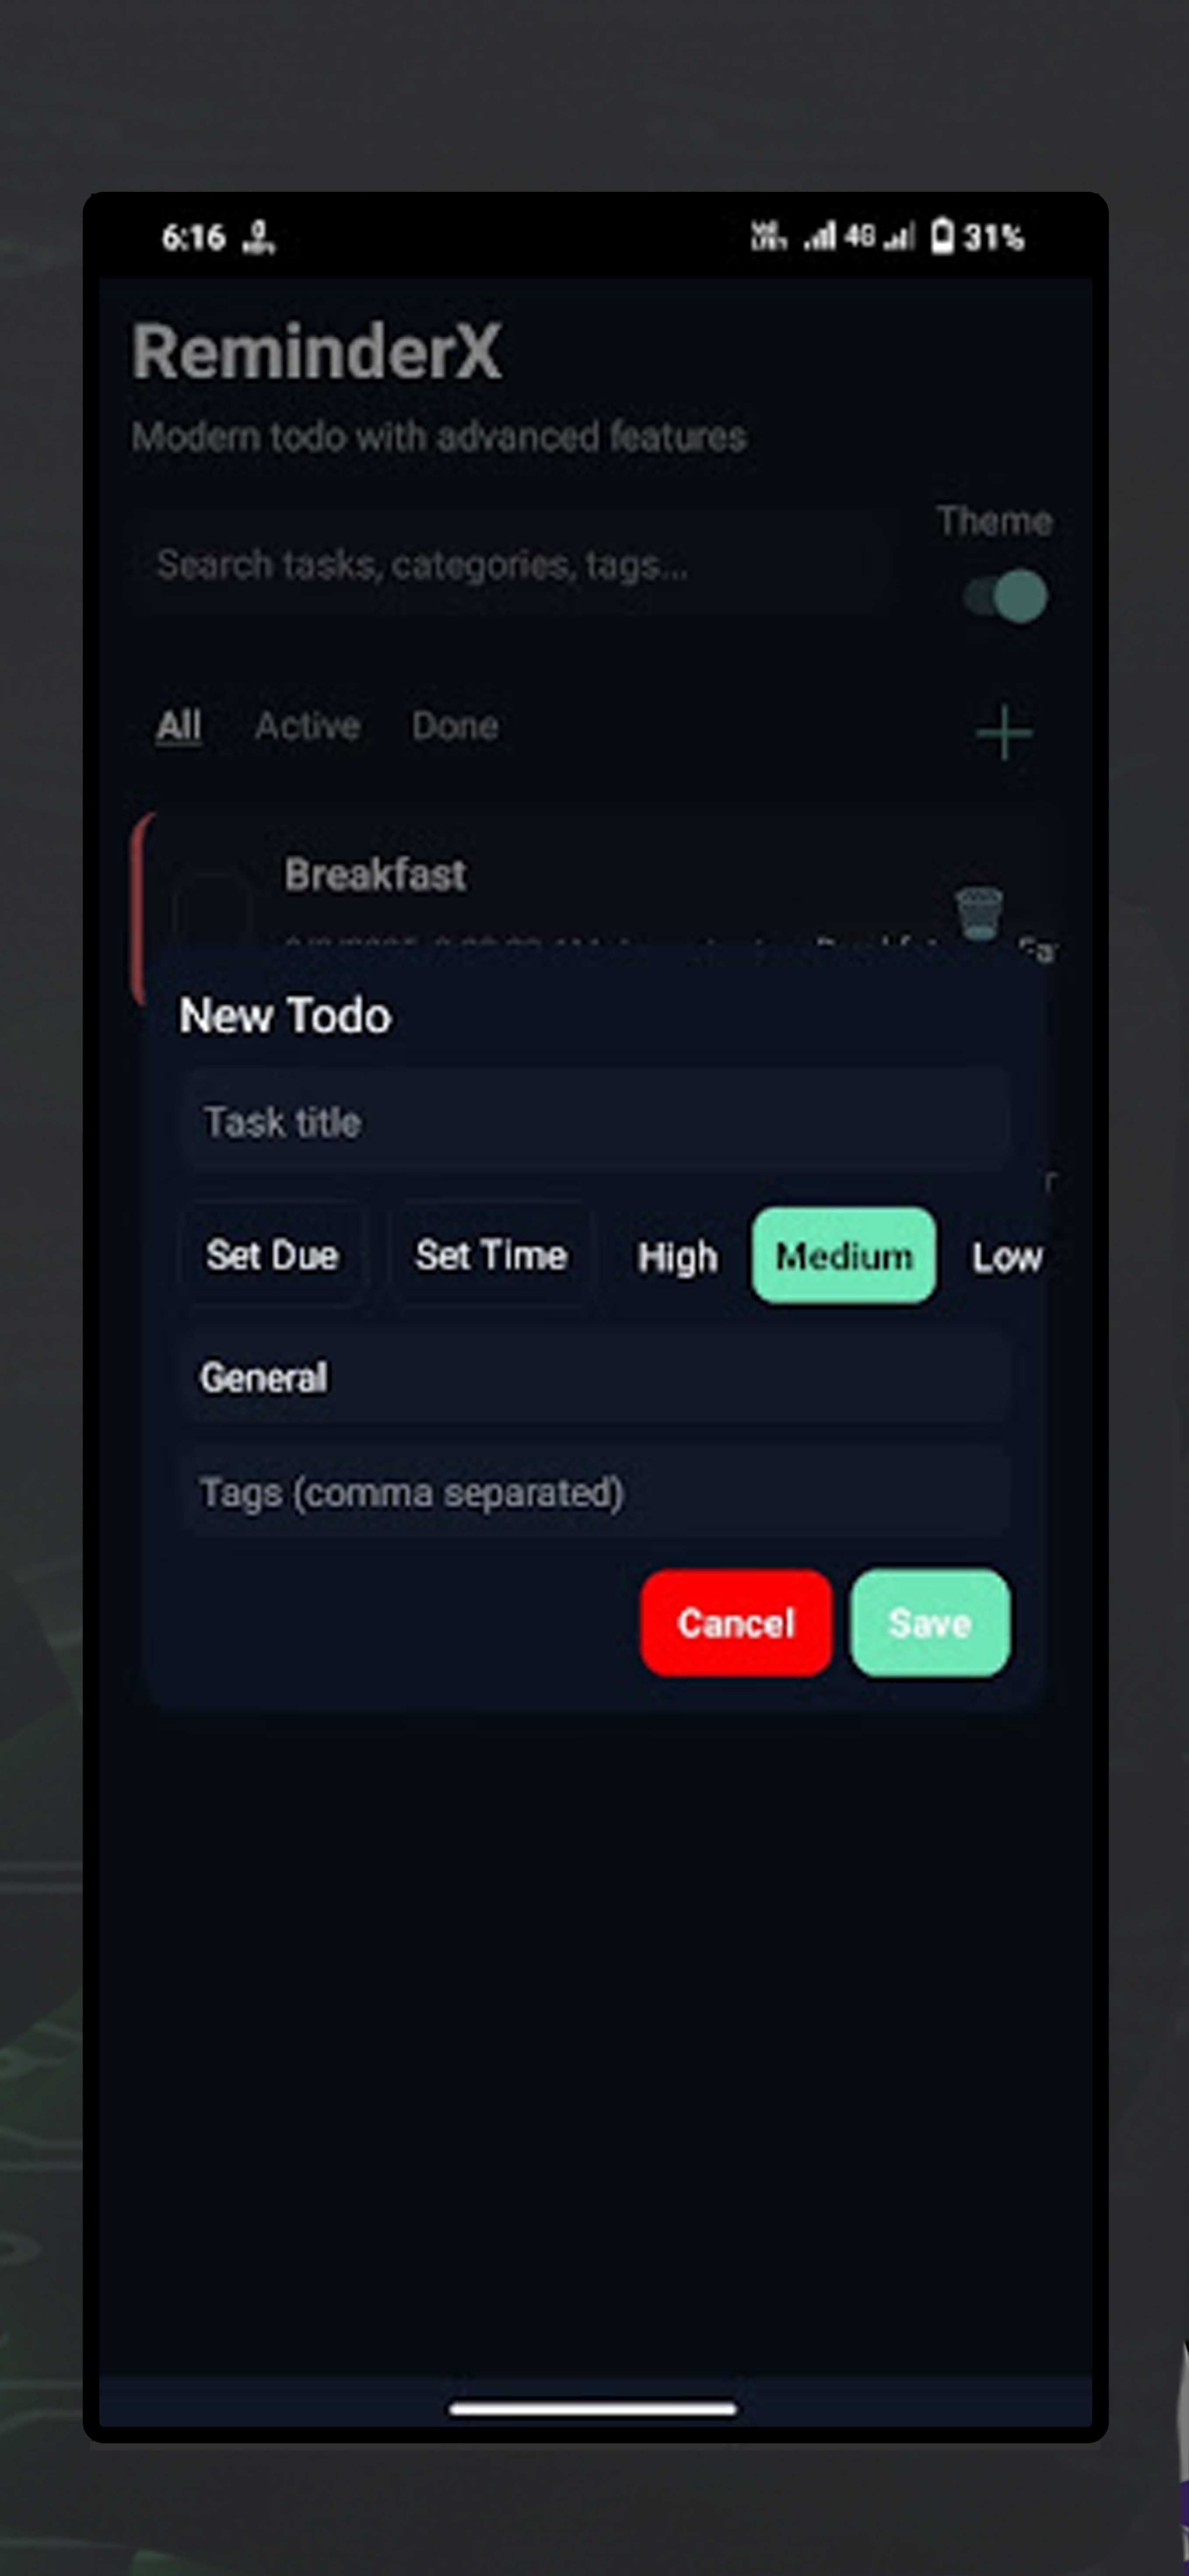 6:16 4G 31%
ReminderX
Modern todo with advanced features
Theme
Search tasks, categories, tags...
All Active Done
Breakfast
New Todo
Task title
Set Due Set Time High Medium Low
General
Tags (comma separated)
Cancel Save